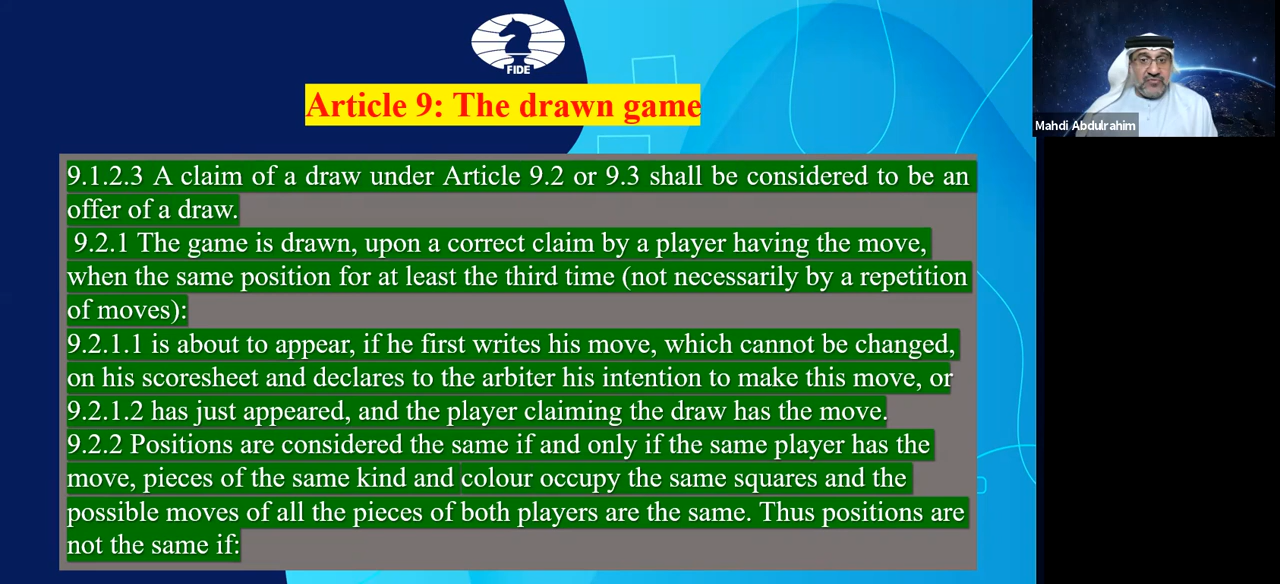 FIDE
Article 9: The drawn game
Mahdi Abdulrahim
9.1.2.3 A claim of a draw under Article 9.2 or 9.3 shall be considered to be an
offer of a draw.
9.2.1 The game is drawn, upon a correct claim by a player having the move,
when the same position for at least the third time (not necessarily by a repetition
of moves):
9.2.1.1 is about to appear, if he first writes his move, which cannot be changed,
on his scoresheet and declares to the arbiter his intention to make this move, or
9.2.1.2 has just appeared, and the player claiming the draw has the move.
9.2.2 Positions are considered the same if and only if the same player has the
move, pieces of the same kind and colour occupy the same squares and the
possible moves of all the pieces of both players are the same. Thus positions are
not the same if: